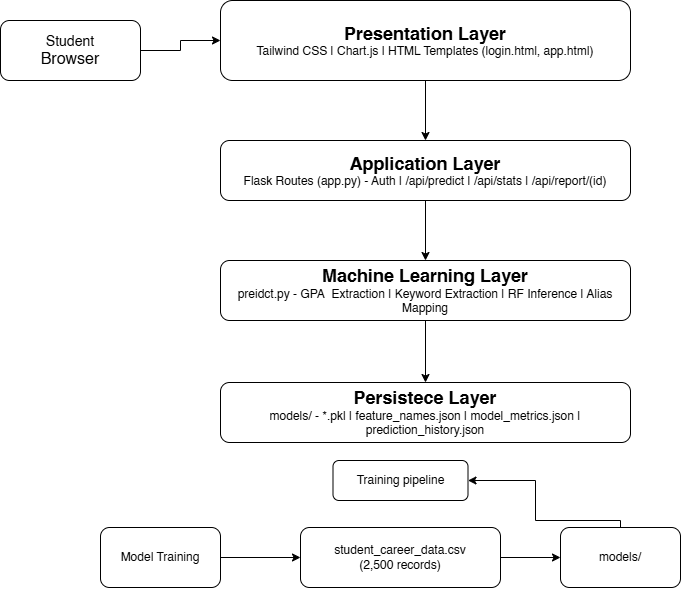 Student
Browser
Presentation Layer
Tailwind CSS | Chart.js | HTML Templates (login.html, app.html)
Application Layer
Flask Routes (app.py) - Auth | /api/predict | /api/stats | /api/report/(id)
Machine Learning Layer
preidct.py - GPA Extraction | Keyword Extraction | RF Inference | Alias
Mapping
Persistece Layer
models/ - *.pkl | feature_names.json | model_metrics.json |
prediction_history.json
Training pipeline
Model Training
student_career_data.csv
(2,500 records)
models/